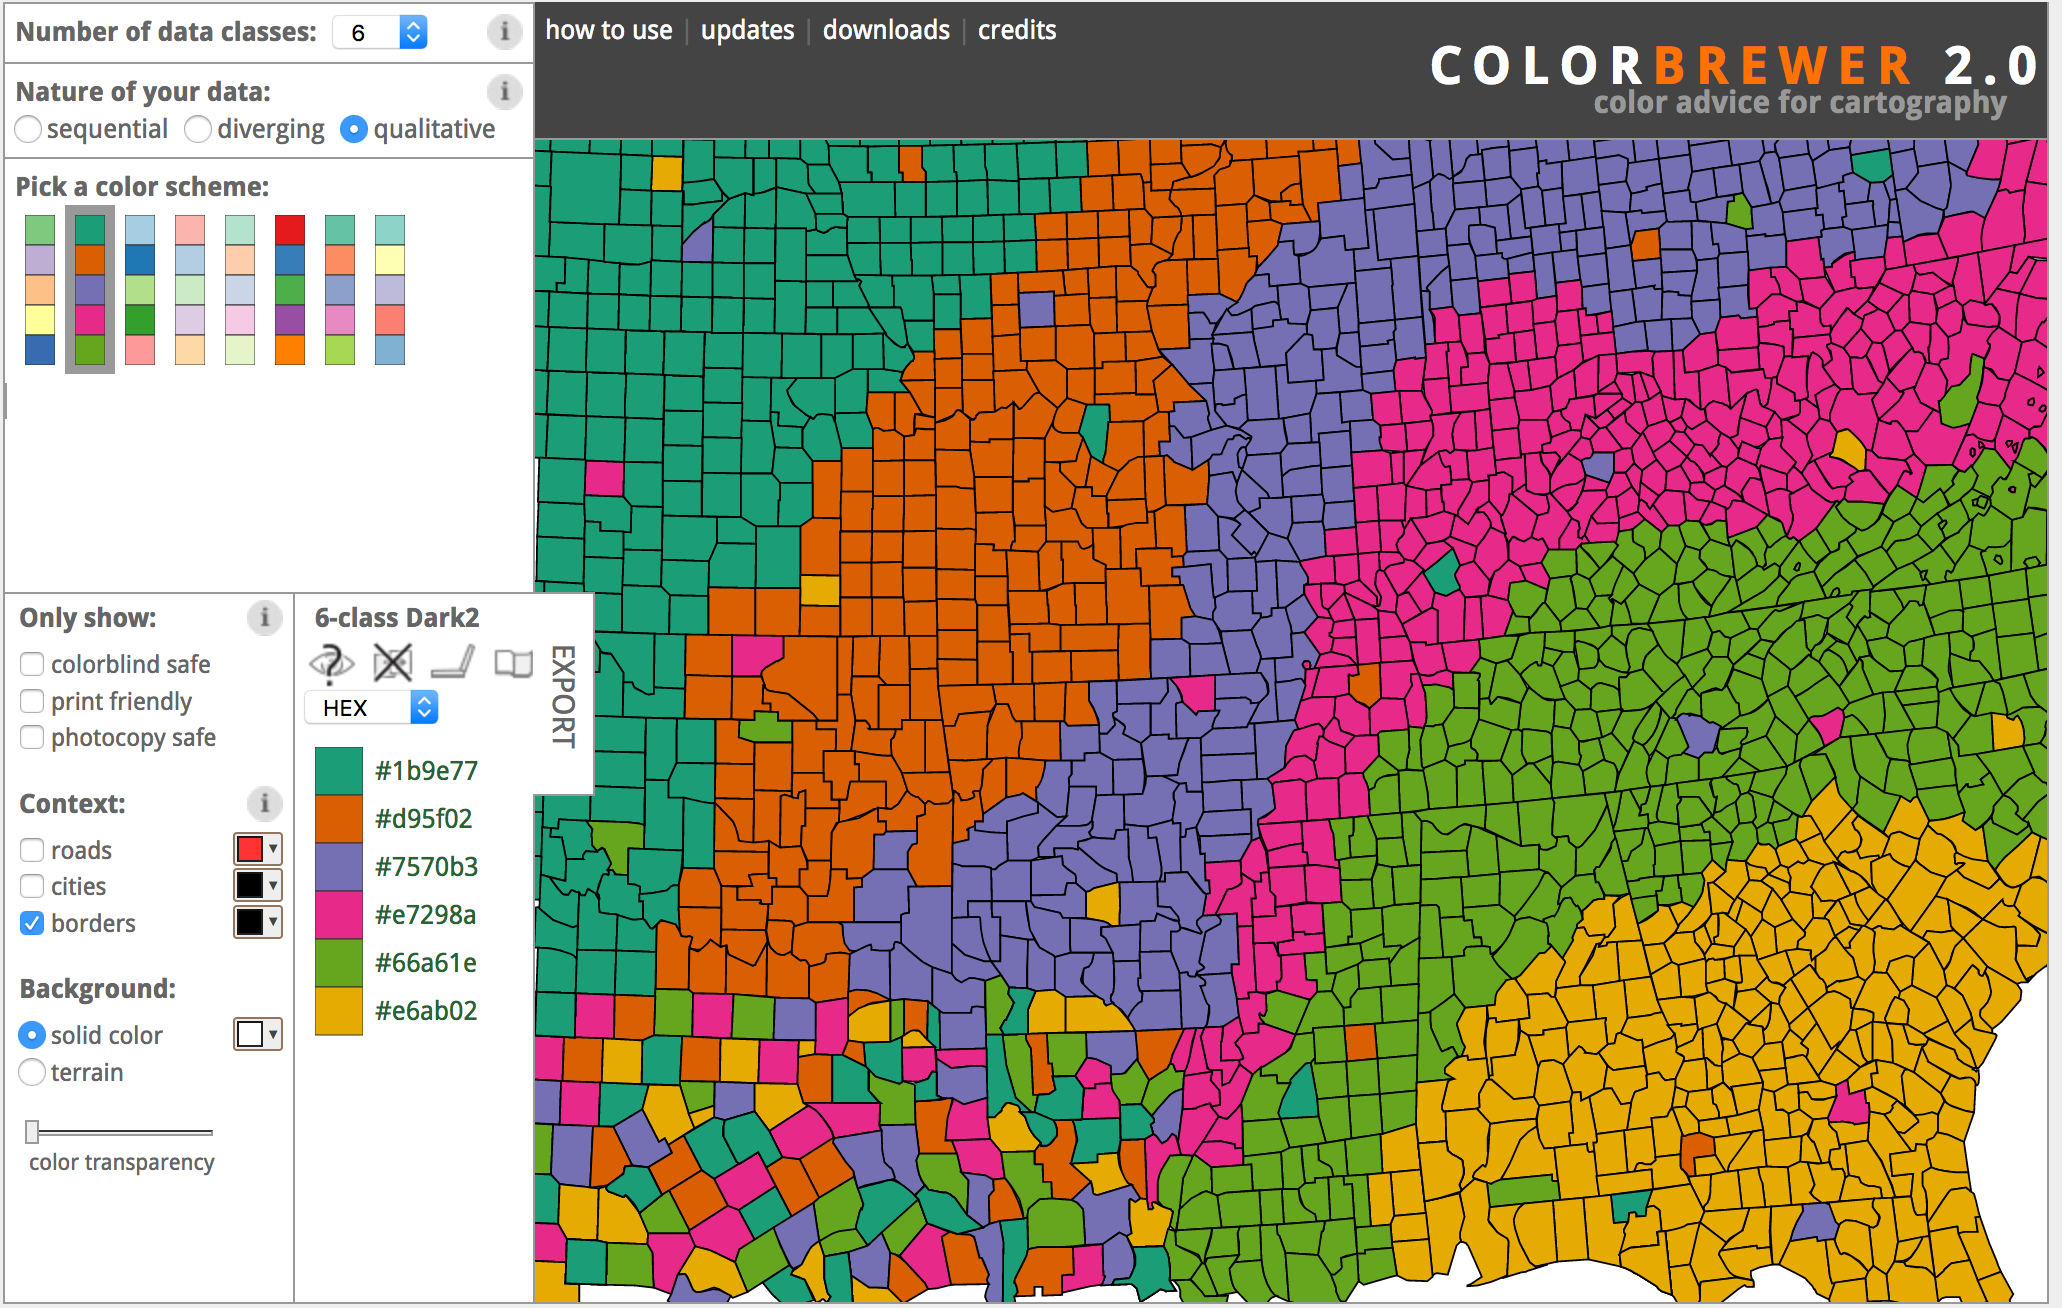 Number of data classes: 6 i
how to use | updates | downloads | credits
COLORBREWER 2.0
color advice for cartography
Nature of your data: i
sequential diverging qualitative
Pick a color scheme:
Only show: i
colorblind safe
print friendly
photocopy safe
Context: i
roads
cities
borders
Background:
solid color
terrain
color transparency
6-class Dark2
?
HEX
EXPORT
#1b9e77
#d95f02
#7570b3
#e7298a
#66a61e
#e6ab02